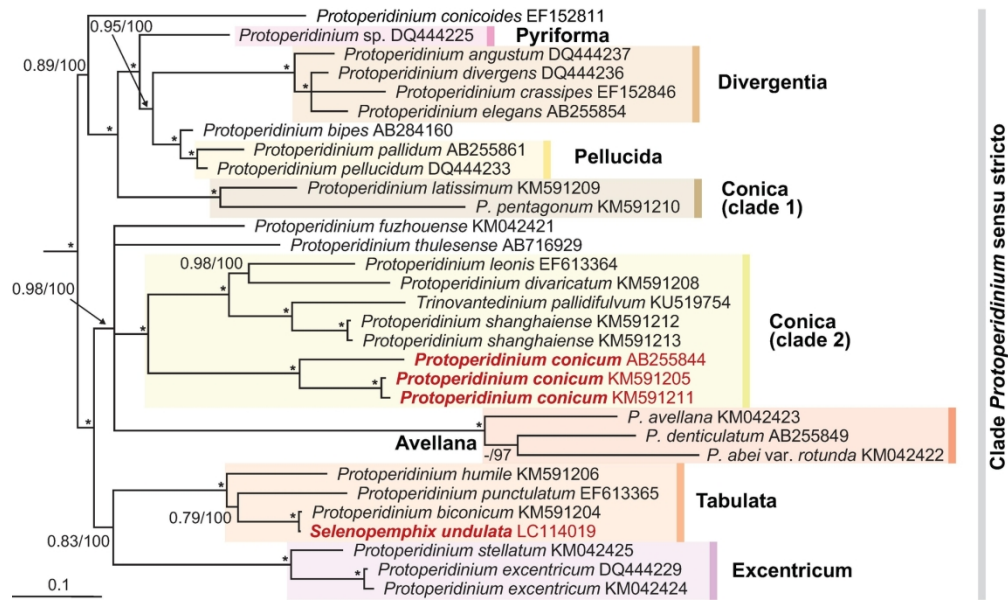 Protoperidinium conicoides EF152811
0.95/100
Protoperidinium sp. DQ444225
Pyriforma
0.89/100
*
*
Protoperidinium angustum DQ444237
Protoperidinium divergens DQ444236
Divergentia
*
*
Protoperidinium crassipes EF152846
Protoperidinium elegans AB255854
*
Protoperidinium bipes AB284160
*
Protoperidinium pallidum AB255861
Pellucida
*
Protoperidinium pellucidum DQ444233
Protoperidinium latissimum KM591209
Conica
(clade 1)
*
P. pentagonum KM591210
Protoperidinium fuzhouense KM042421
*
Protoperidinium thulesense AB716929
0.98/100
Protoperidinium leonis EF613364
0.98/100
Protoperidinium divaricatum KM591208
*
Trinovantedinium pallidifulvum KU519754
*
Protoperidinium shanghaiense KM591212
Conica
(clade 2)
*
*
Protoperidinium shanghaiense KM591213
Protoperidinium conicum AB255844
*
Protoperidinium conicum KM591205
*
Protoperidinium conicum KM591211
P. avellana KM042423
*
*
P. denticulatum AB255849
Avellana
-/97
P. abei var. rotunda KM042422
Protoperidinium humile KM591206
*
Protoperidinium punctulatum EF613365
Tabulata
Protoperidinium biconicum KM591204
0.79/100
*
Selenopemphix undulata LC114019
0.83/100
Protoperidinium stellatum KM042425
*
Protoperidinium excentricum DQ444229
Excentricum
*
Protoperidinium excentricum KM042424
0.1
Clade Protoperidinium sensu stricto